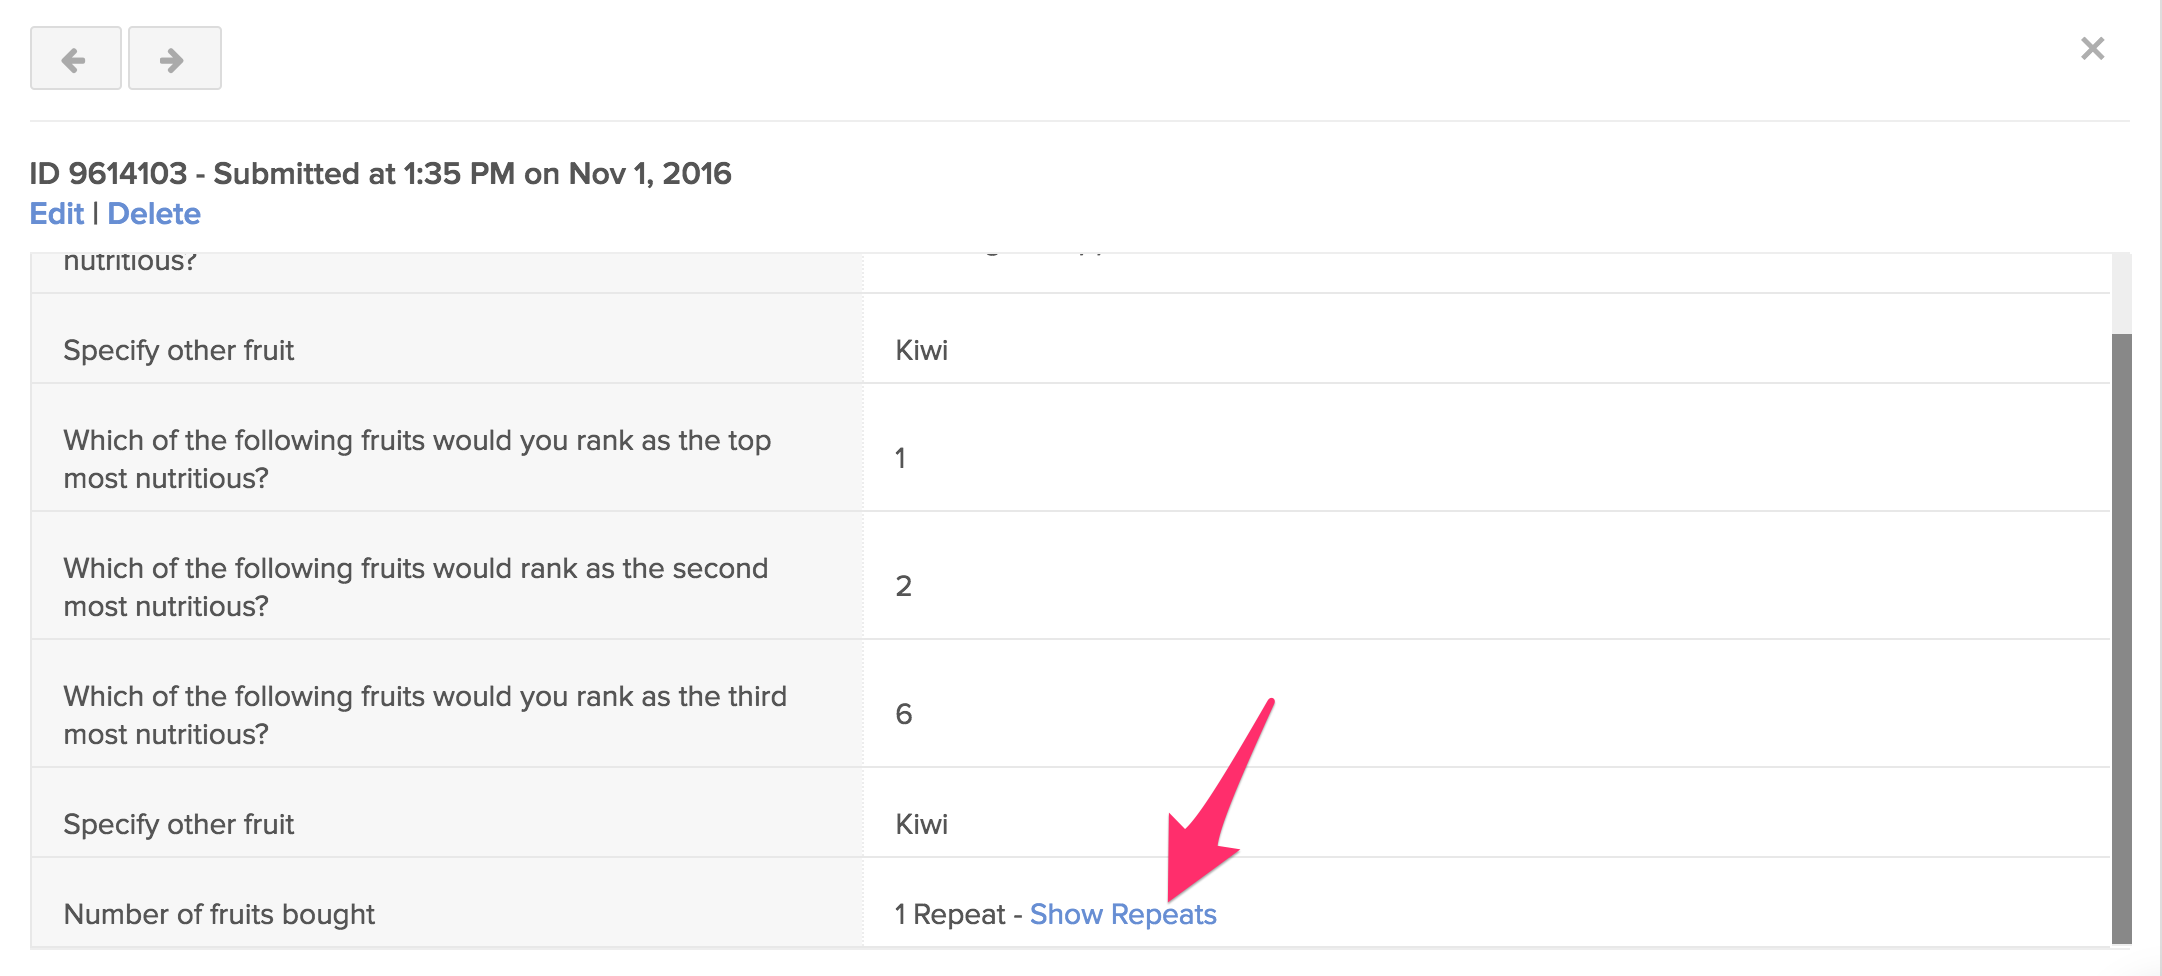 ID 9614103 - Submitted at 1:35 PM on Nov 1, 2016
Edit | Delete
nutritious?
Specify other fruit
Kiwi
Which of the following fruits would you rank as the top
most nutritious?
1
Which of the following fruits would rank as the second
most nutritious?
2
Which of the following fruits would you rank as the third
most nutritious?
6
Specify other fruit
Kiwi
Number of fruits bought
1 Repeat - Show Repeats